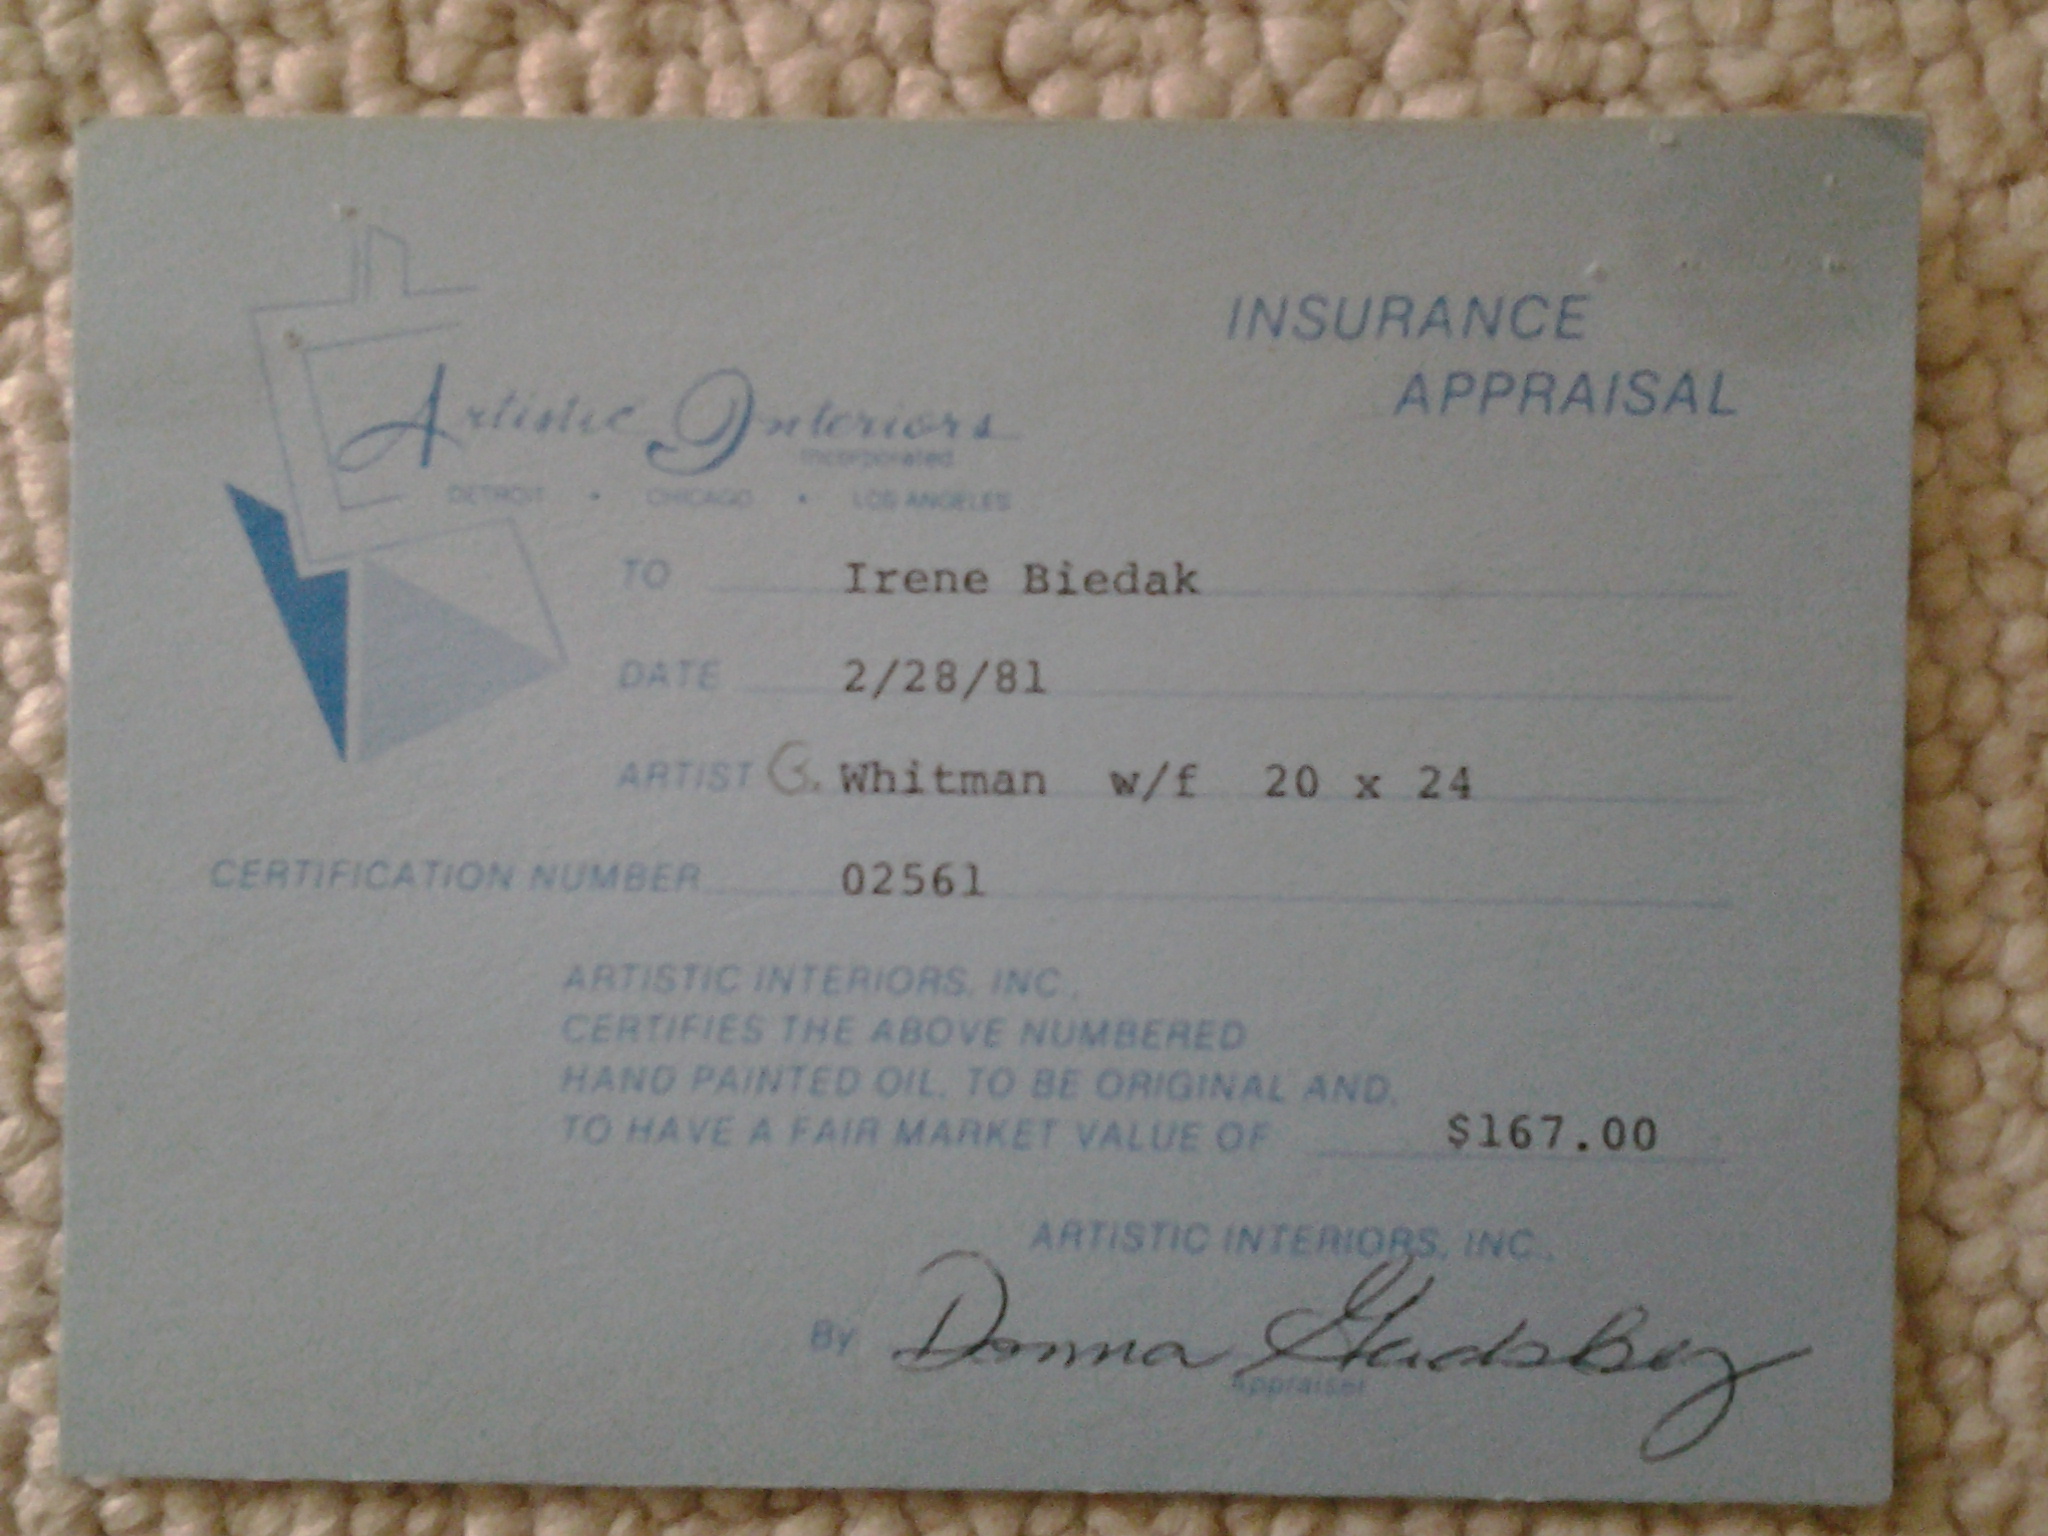 INSURANCE
APPRAISAL
Artistic Interiors
Incorporated
DETROIT • CHICAGO • LOS ANGELES
TO Irene Biedak
DATE 2/28/81
ARTIST G. Whitman w/f 20 x 24
CERTIFICATION NUMBER 02561
ARTISTIC INTERIORS, INC.,
CERTIFIES THE ABOVE NUMBERED
HAND PAINTED OIL, TO BE ORIGINAL AND,
TO HAVE A FAIR MARKET VALUE OF $167.00
ARTISTIC INTERIORS, INC.,
By Donna Gadsby
Appraiser